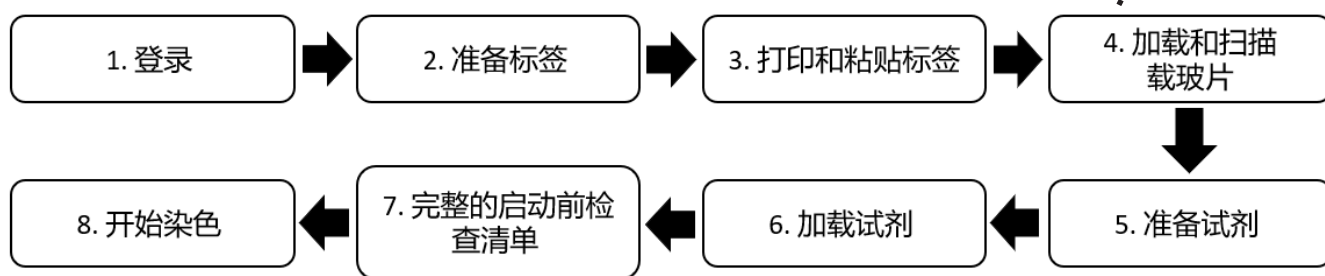 1. 登录
2. 准备标签
3. 打印和粘贴标签
4. 加载和扫描
载玻片
5. 准备试剂
6. 加载试剂
7. 完整的启动前检
查清单
8. 开始染色